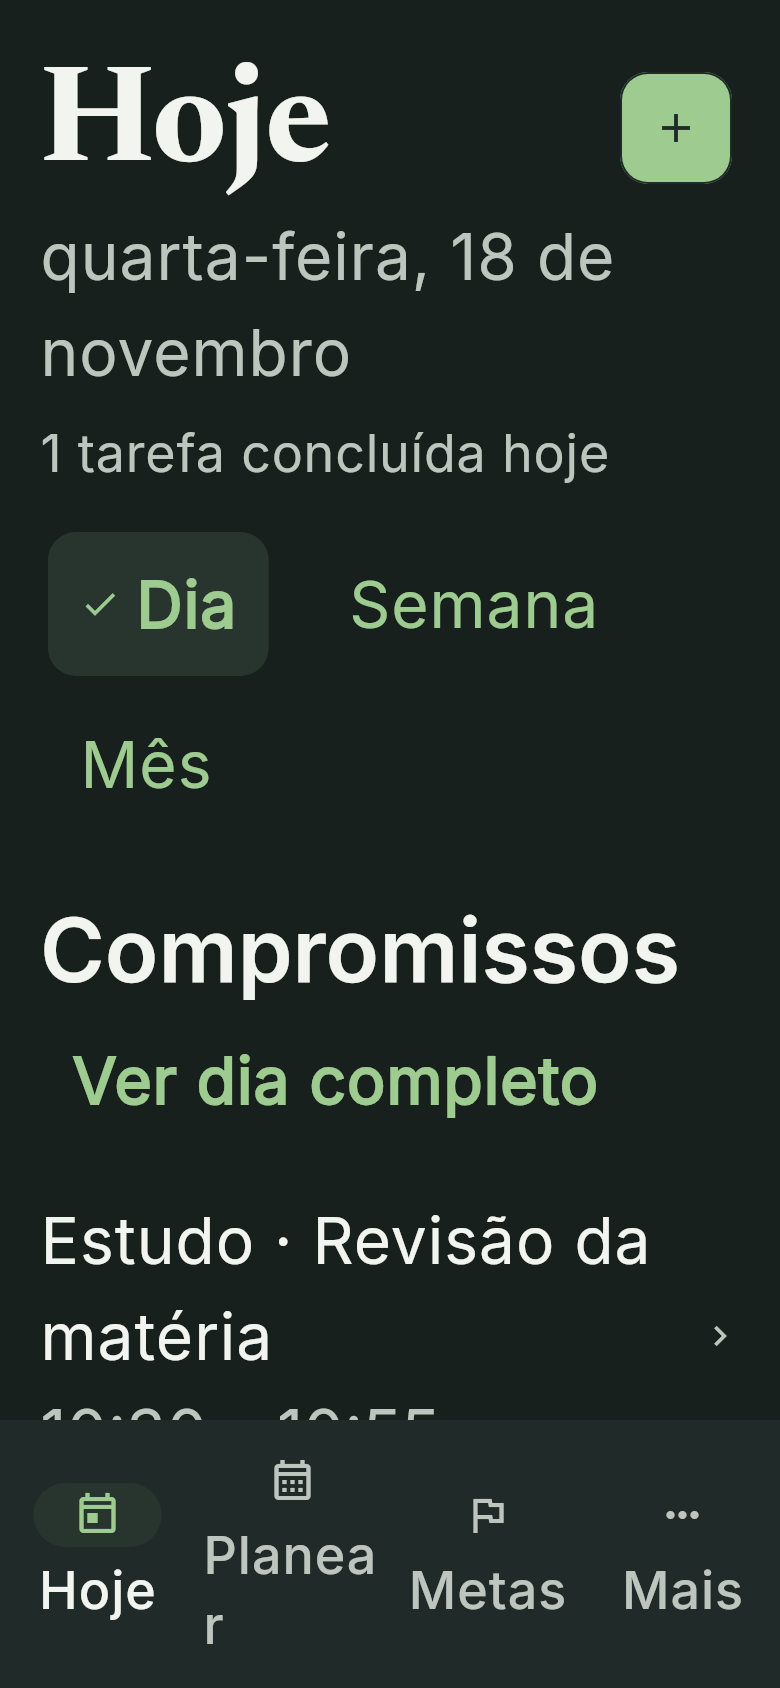 Hoje
+
quarta-feira, 18 de
novembro
1 tarefa concluída hoje
Dia
Semana
Mês
Compromissos
Ver dia completo
Estudo · Revisão da
matéria
Hoje
Planea
r
Metas
Mais